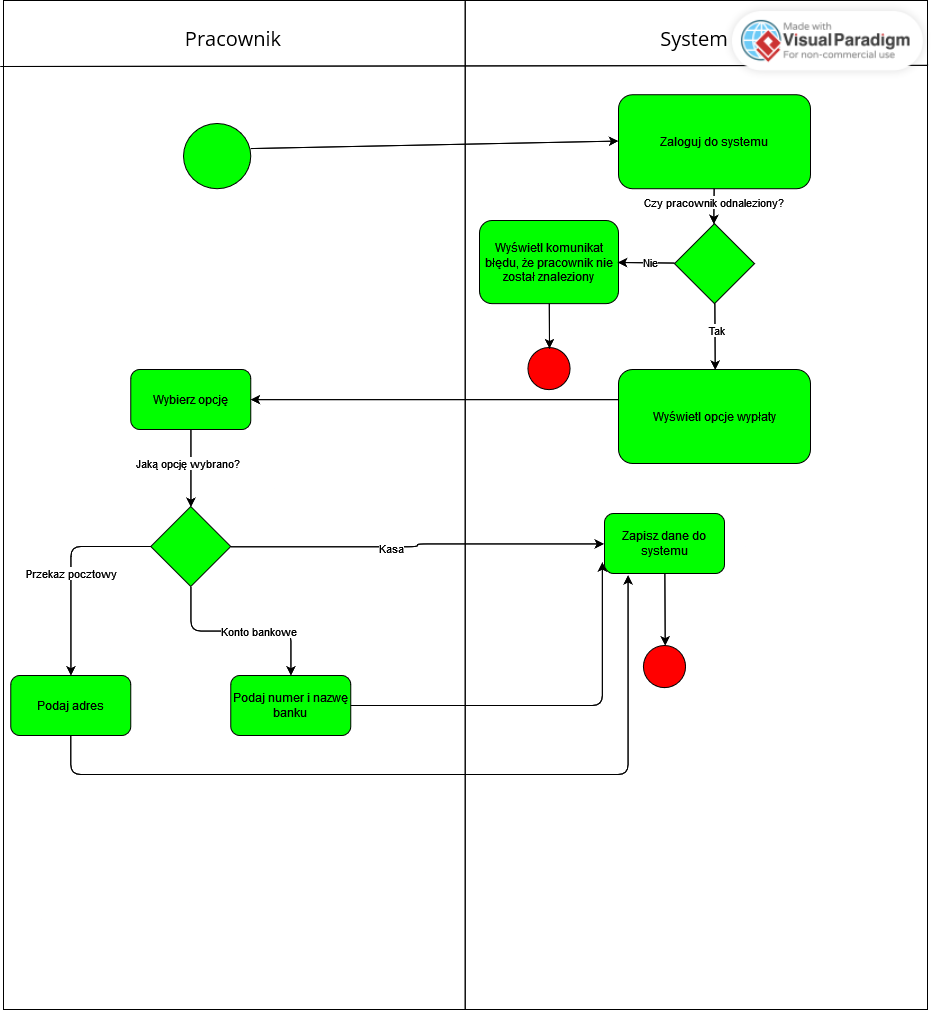 Pracownik
System
Made with
Visual Paradigm
For non-commercial use
Zaloguj do systemu
Czy pracownik odnaleziony?
Wyświetl komunikat
błędu, że pracownik nie
został znaleziony
Nie
Tak
Wybierz opcję
Wyświetl opcje wypłaty
Jaką opcję wybrano?
Zapisz dane do
systemu
Kasa
Przekaz pocztowy
Konto bankowe
Podaj adres
Podaj numer i nazwę
banku